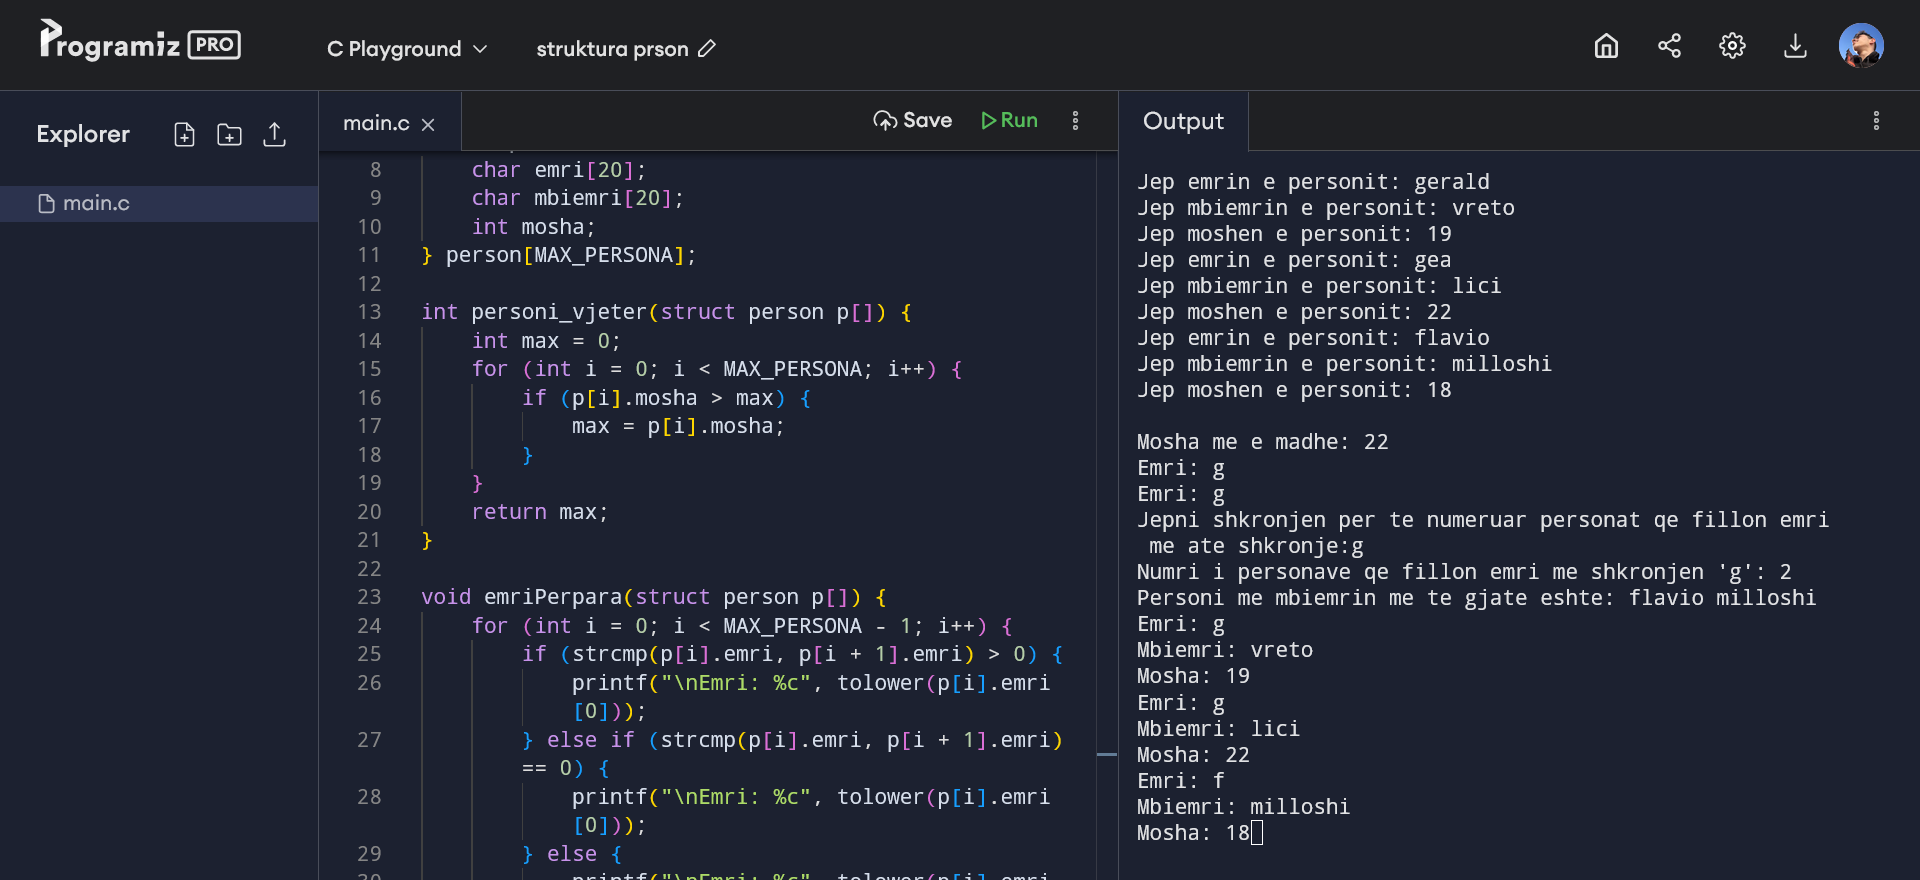 Programiz PRO
C Playground
struktura prson
Explorer
main.c
main.c
Save
Run
8 char emri[20];
9 char mbiemri[20];
10 int mosha;
11 } person[MAX_PERSONA];
12
13 int personi_vjeter(struct person p[]) {
14 int max = 0;
15 for (int i = 0; i < MAX_PERSONA; i++) {
16 if (p[i].mosha > max) {
17 max = p[i].mosha;
18 }
19 }
20 return max;
21 }
22
23 void emriPerpara(struct person p[]) {
24 for (int i = 0; i < MAX_PERSONA - 1; i++) {
25 if (strcmp(p[i].emri, p[i + 1].emri) > 0) {
26 printf("\nEmri: %c", tolower(p[i].emri
[0]));
27 } else if (strcmp(p[i].emri, p[i + 1].emri)
== 0) {
28 printf("\nEmri: %c", tolower(p[i].emri
[0]));
29 } else {
30 printf("\nEmri: %c", tolower(p[i].emri
Output
Jep emrin e personit: gerald
Jep mbiemrin e personit: vreto
Jep moshen e personit: 19
Jep emrin e personit: gea
Jep mbiemrin e personit: lici
Jep moshen e personit: 22
Jep emrin e personit: flavio
Jep mbiemrin e personit: milloshi
Jep moshen e personit: 18
Mosha me e madhe: 22
Emri: g
Emri: g
Jepni shkronjen per te numeruar personat qe fillon emri
me ate shkronje:g
Numri i personave qe fillon emri me shkronjen 'g': 2
Personi me mbiemrin me te gjate eshte: flavio milloshi
Emri: g
Mbiemri: vreto
Mosha: 19
Emri: g
Mbiemri: lici
Mosha: 22
Emri: f
Mbiemri: milloshi
Mosha: 18